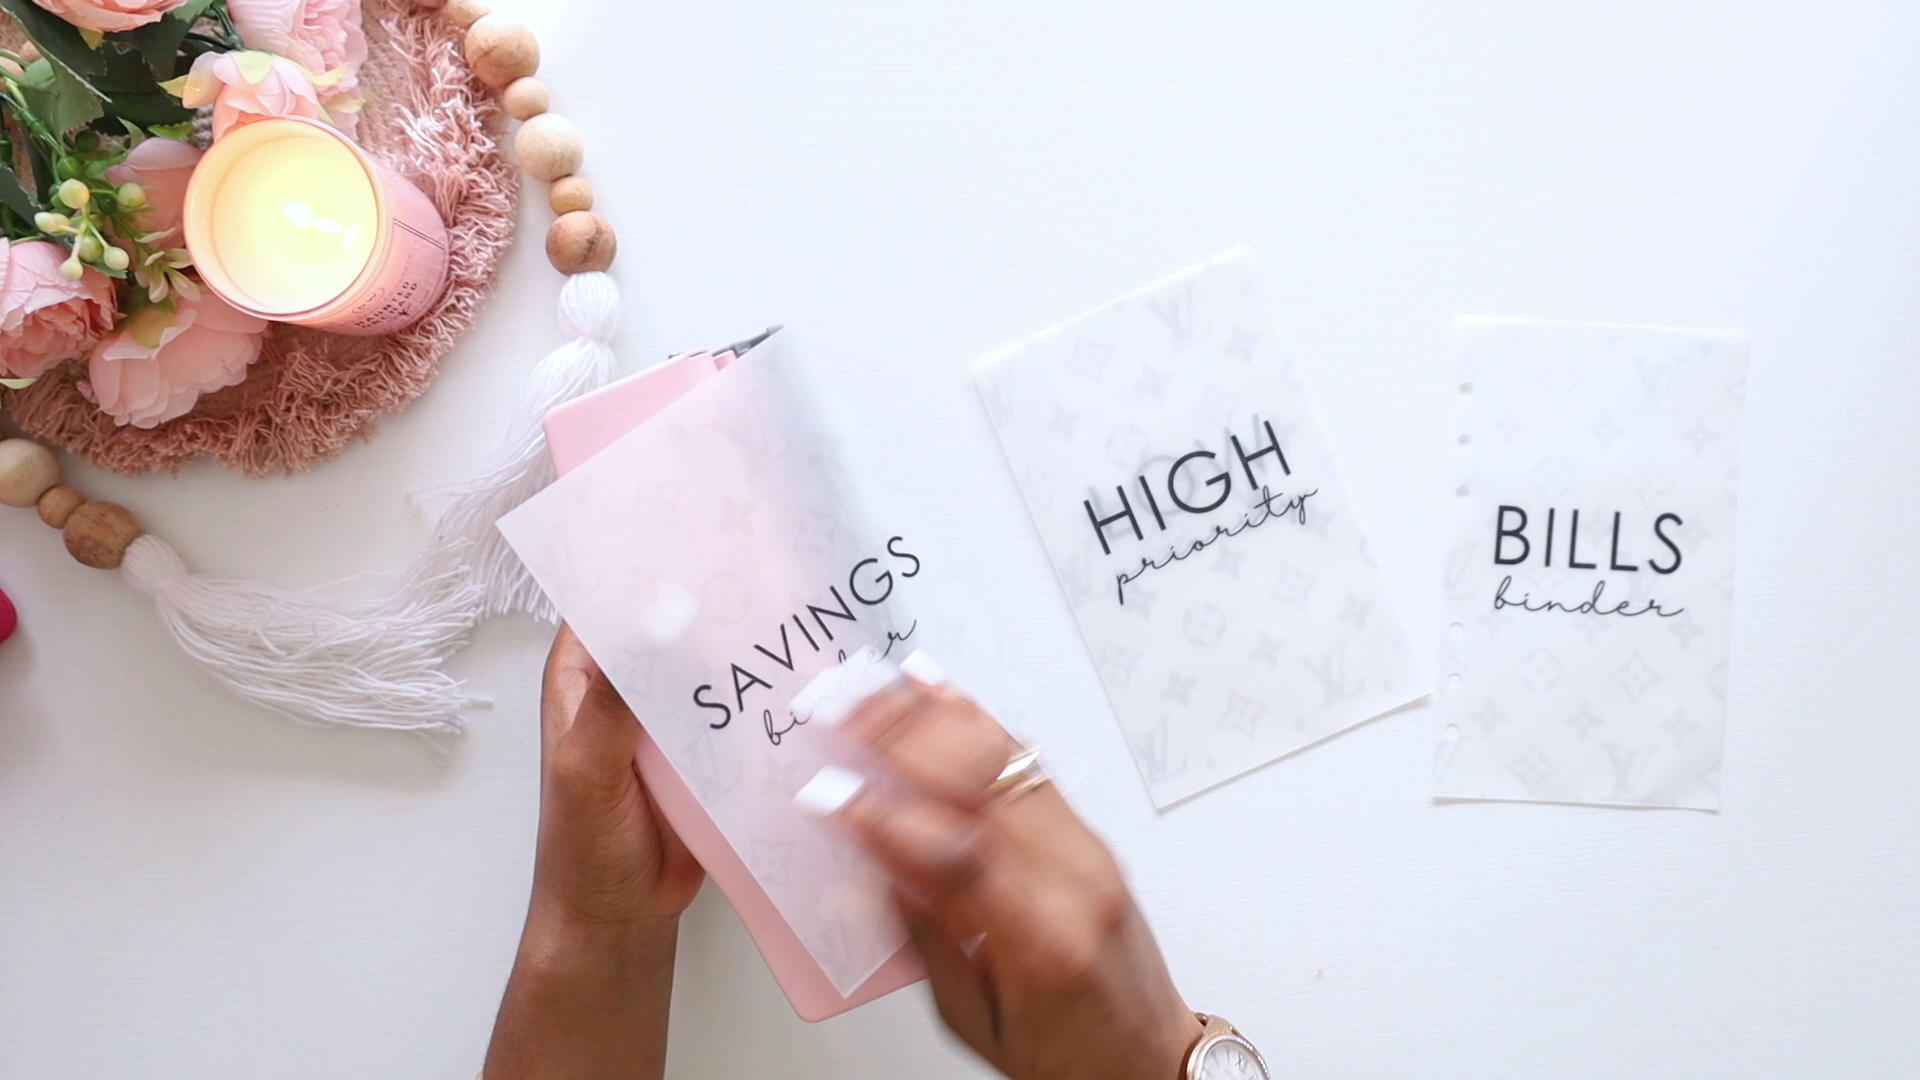 SAVINGS
binder
HIGH
priority
BILLS
binder